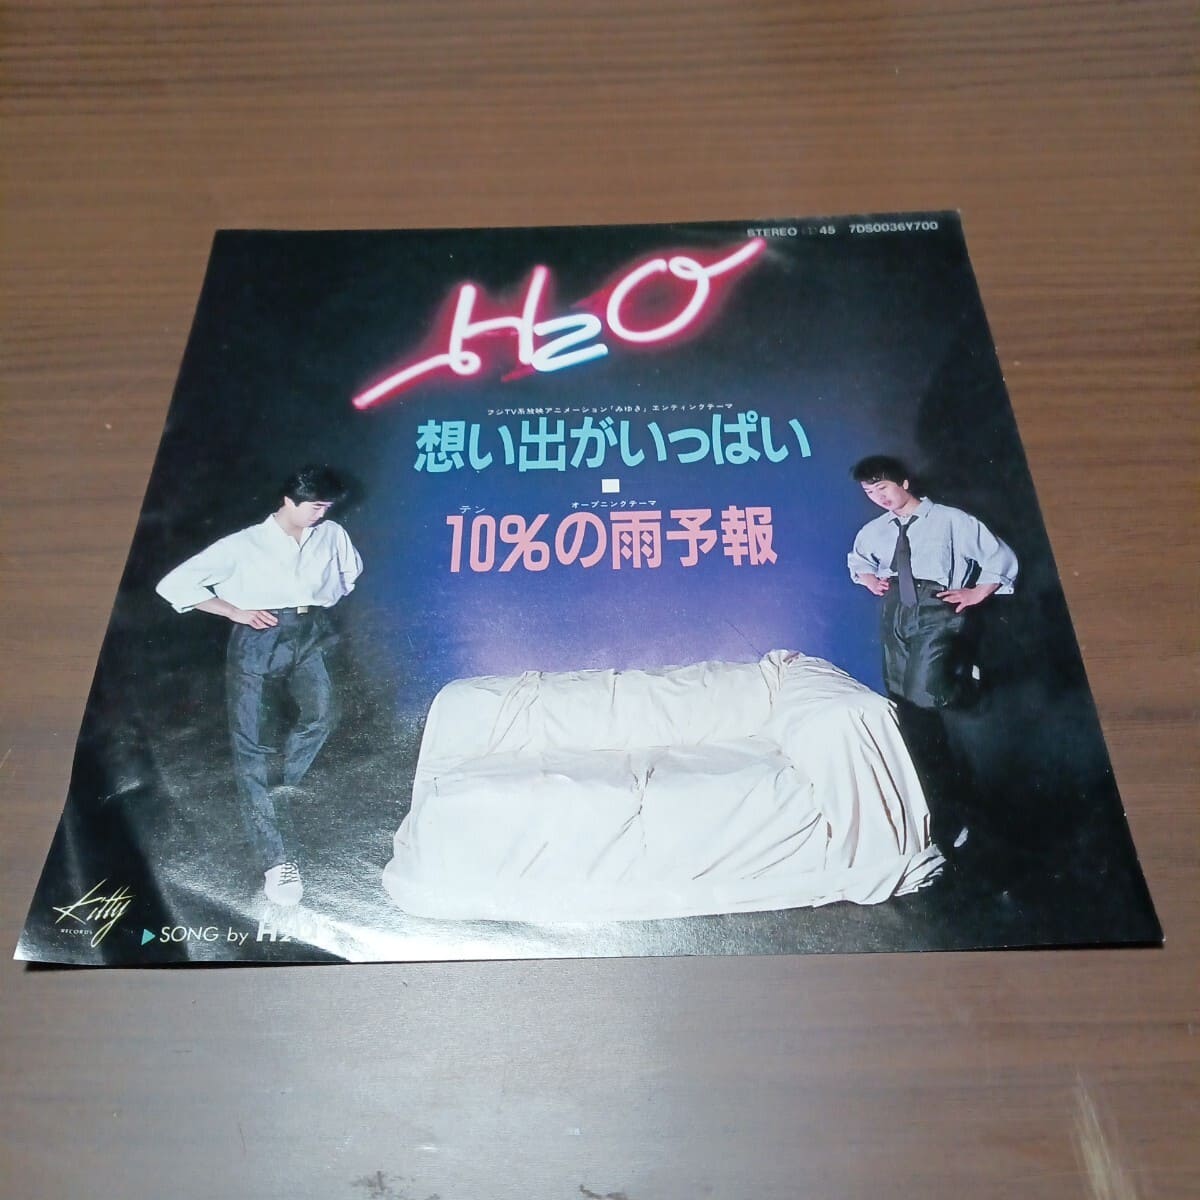 STEREO 45 7DS0036 ¥700
H2O
フジTV系放映アニメーション「みゆき」エンディングテーマ
想い出がいっぱい
オープニングテーマ
テン
10%の雨予報
Kitty
RECORDS
▶SONG by H2O